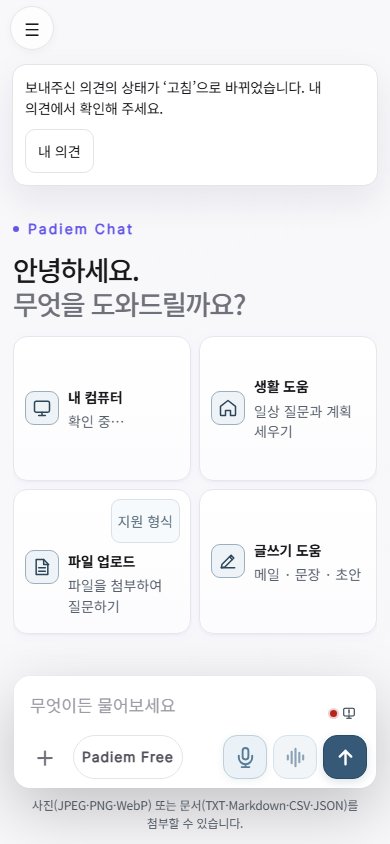 보내주신 의견의 상태가 ‘고침’으로 바뀌었습니다. 내
의견에서 확인해 주세요.
내 의견
Padiem Chat
안녕하세요.
무엇을 도와드릴까요?
내 컴퓨터
확인 중…
생활 도움
일상 질문과 계획
세우기
지원 형식
파일 업로드
파일을 첨부하여
질문하기
글쓰기 도움
메일 · 문장 · 초안
무엇이든 물어보세요
Padiem Free
사진(JPEG·PNG·WebP) 또는 문서(TXT·Markdown·CSV·JSON)를
첨부할 수 있습니다.